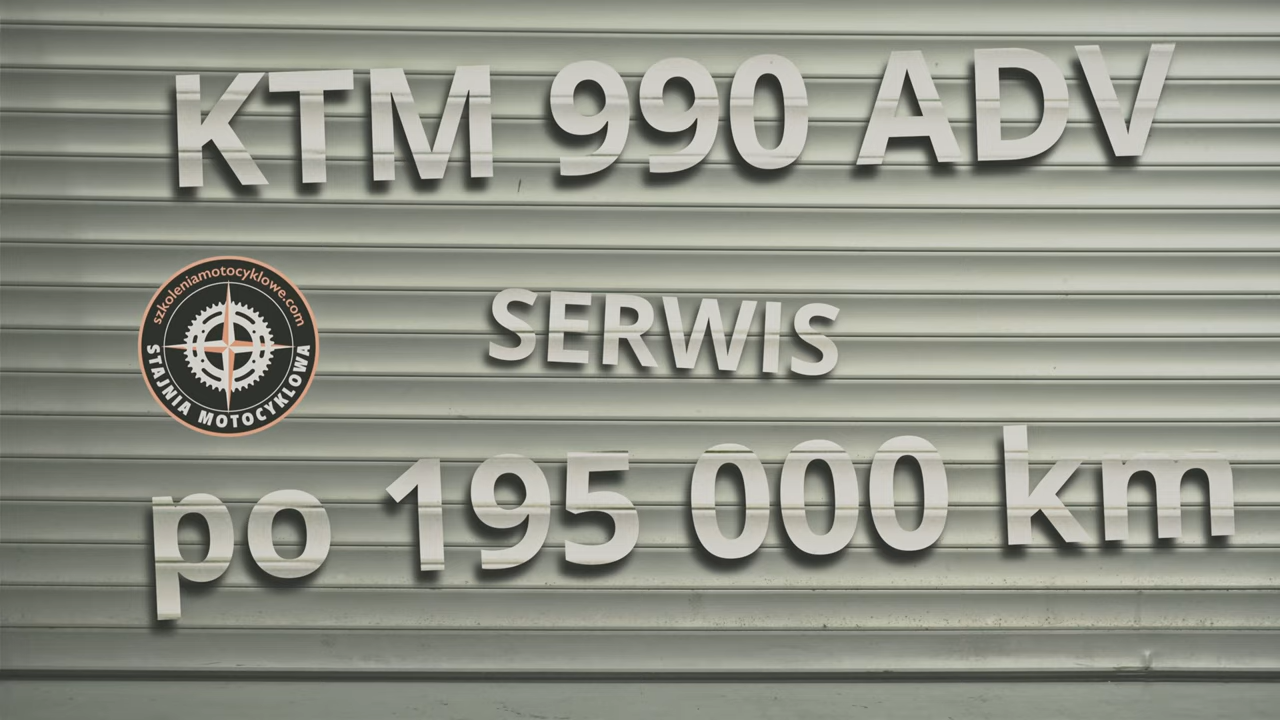 KTM 990 ADV
szkoleniamotocyklowe.com
STAJNIA MOTOCYKLOWA
SERWIS
po 195 000 km